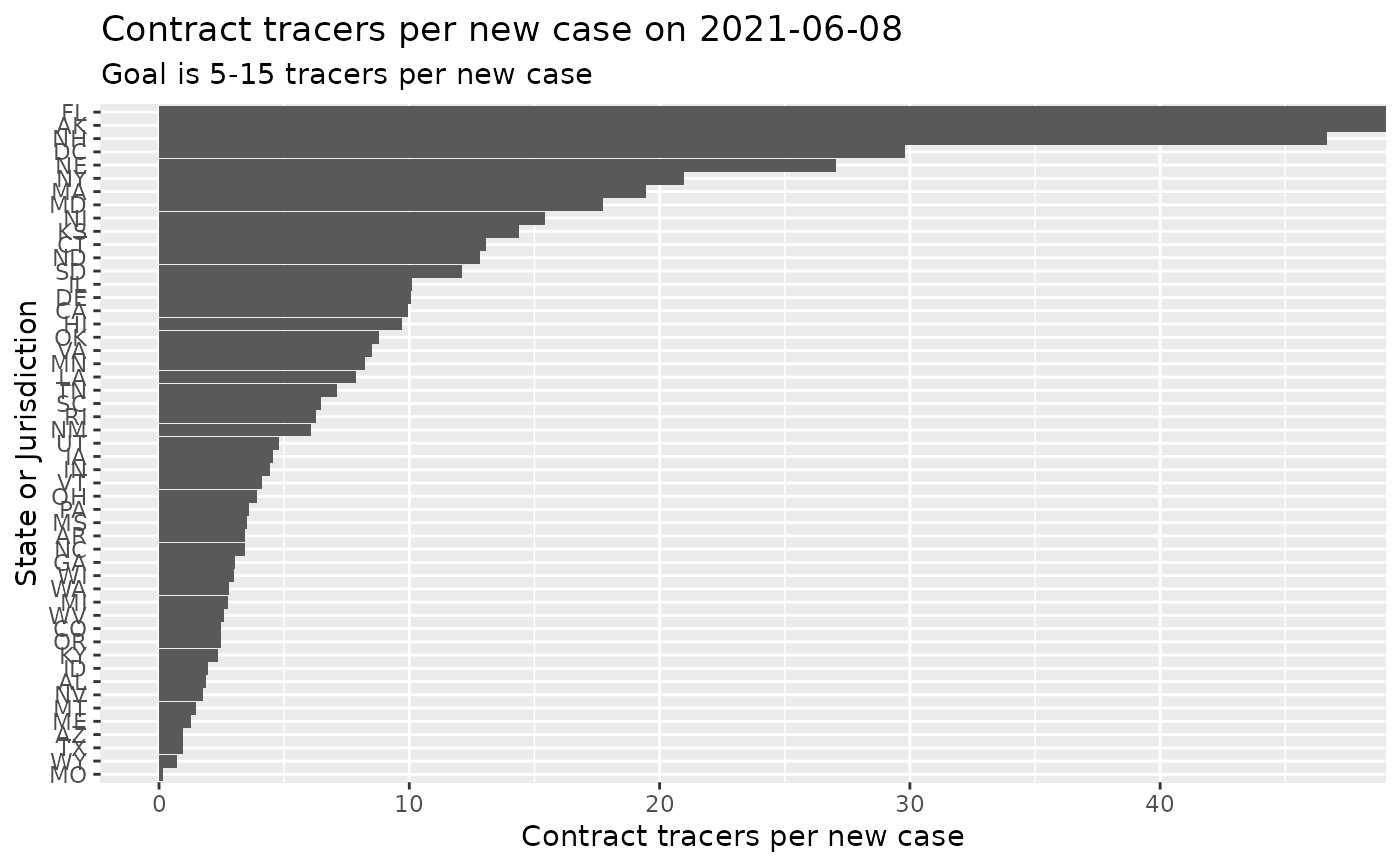 Contract tracers per new case on 2021-06-08
Goal is 5-15 tracers per new case
State or Jurisdiction
FL
AK
NH
DC
NE
NY
MA
MD
NJ
KS
CT
ND
SD
IL
DE
CA
HI
OK
VA
MN
LA
TN
SC
RI
NM
UT
IA
IN
VT
OH
PA
MS
AR
NC
GA
WI
WA
MI
WV
CO
OR
KY
ID
AL
NV
MT
ME
AZ
TX
WY
MO
0 10 20 30 40
Contract tracers per new case